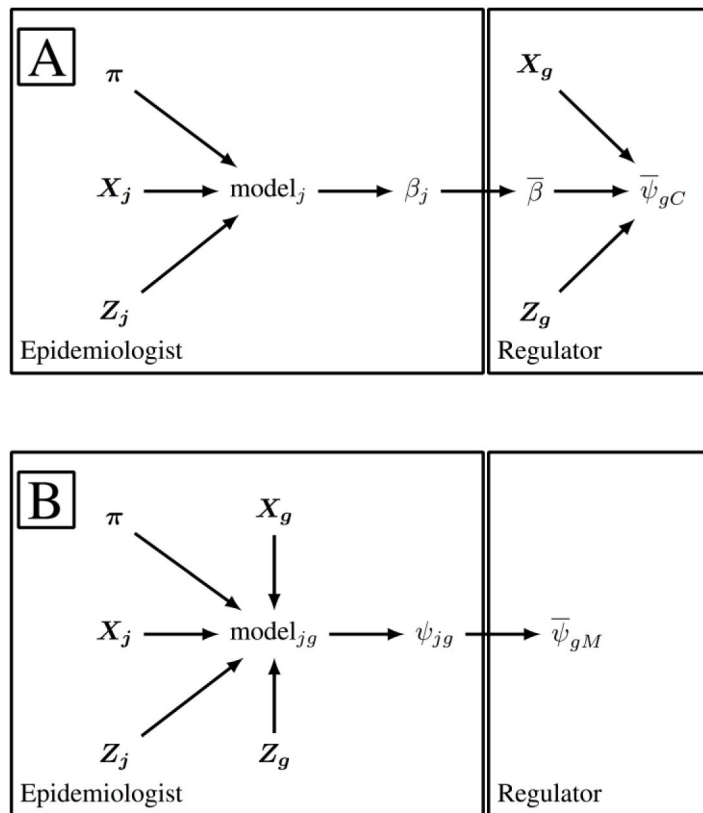 A
π
X_g
X_j
model_j
β_j
β̅
ψ̅_gC
Z_j
Z_g
Epidemiologist
Regulator
B
π
X_g
X_j
model_jg
ψ_jg
ψ̅_gM
Z_j
Z_g
Epidemiologist
Regulator